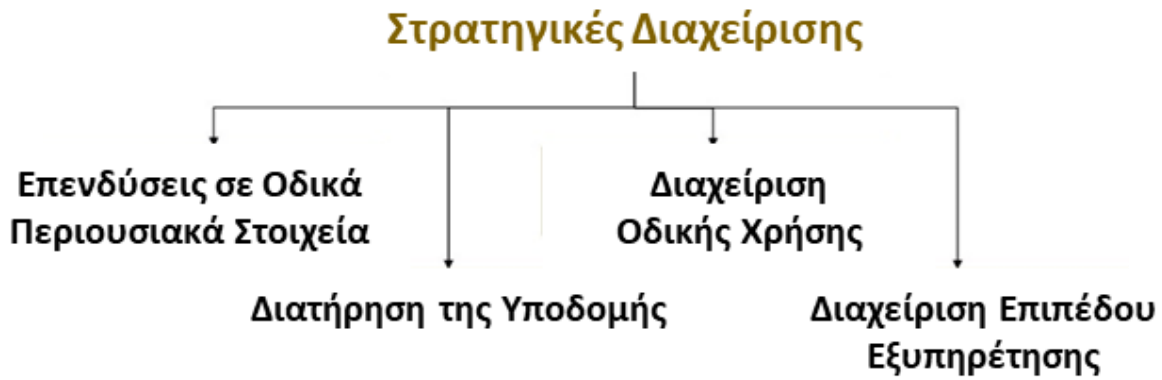 Στρατηγικές Διαχείρισης
Επενδύσεις σε Οδικά
Περιουσιακά Στοιχεία
Διαχείριση
Οδικής Χρήσης
Διατήρηση της Υποδομής
Διαχείριση Επιπέδου
Εξυπηρέτησης